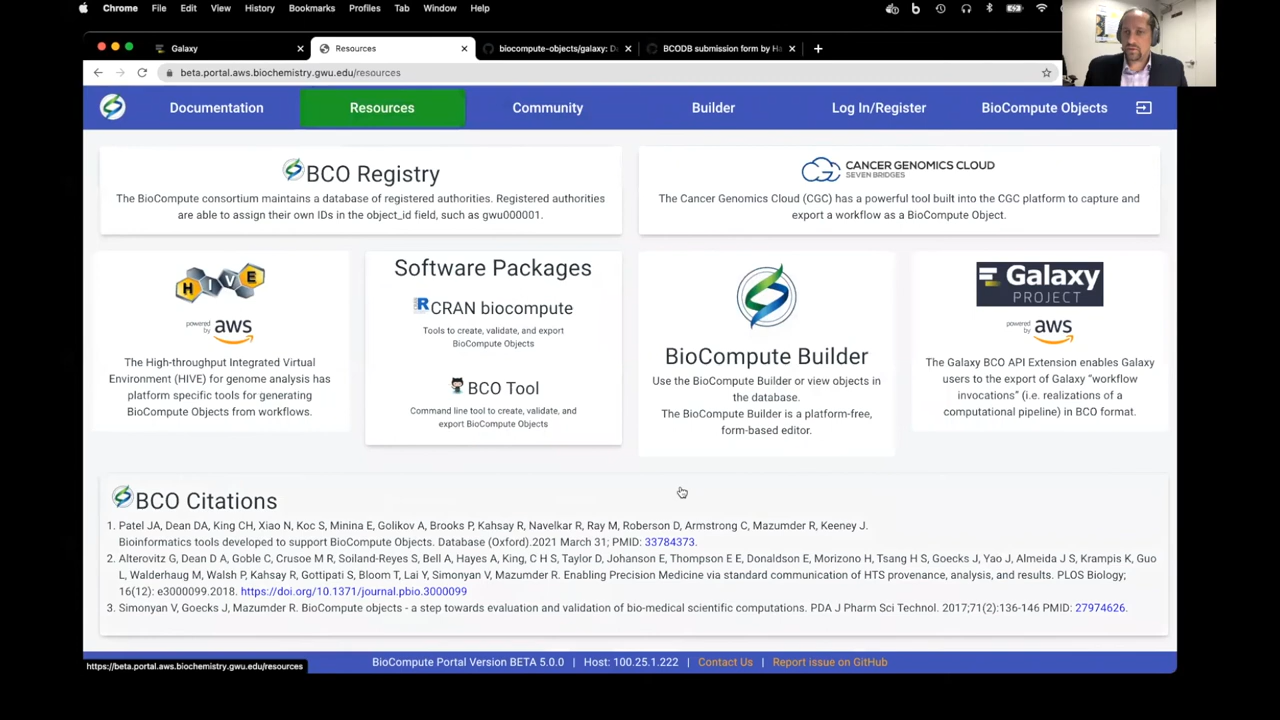 Chrome File Edit View History Bookmarks Profiles Tab Window Help
Galaxy Resources biocompute-objects/galaxy: D BCODB submission form by Ha
beta.portal.aws.biochemistry.gwu.edu/resources
Documentation Resources Community Builder Log In/Register BioCompute Objects
BCO Registry
The BioCompute consortium maintains a database of registered authorities. Registered authorities
are able to assign their own IDs in the object_id field, such as gwu000001.
CANCER GENOMICS CLOUD
SEVEN BRIDGES
The Cancer Genomics Cloud (CGC) has a powerful tool built into the CGC platform to capture and
export a workflow as a BioCompute Object.
HIVE
powered by aws
The High-throughput Integrated Virtual
Environment (HIVE) for genome analysis has
platform specific tools for generating
BioCompute Objects from workflows.
Software Packages
R CRAN biocompute
Tools to create, validate, and export
BioCompute Objects
BCO Tool
Command line tool to create, validate, and
export BioCompute Objects
BioCompute Builder
Use the BioCompute Builder or view objects in
the database.
The BioCompute Builder is a platform-free,
form-based editor.
Galaxy
PROJECT
powered by aws
The Galaxy BCO API Extension enables Galaxy
users to the export of Galaxy “workflow
invocations” (i.e. realizations of a
computational pipeline) in BCO format.
BCO Citations
1. Patel JA, Dean DA, King CH, Xiao N, Koc S, Minina E, Golikov A, Brooks P, Kahsay R, Navelkar R, Ray M, Roberson D, Armstrong C, Mazumder R, Keeney J.
Bioinformatics tools developed to support BioCompute Objects. Database (Oxford).2021 March 31; PMID: 33784373.
2. Alterovitz G, Dean D A, Goble C, Crusoe M R, Soiland-Reyes S, Bell A, Hayes A, King, C H S, Taylor D, Johanson E, Thompson E E, Donaldson E, Morizono H, Tsang H S, Goecks J, Yao J, Almeida J S, Krampis K, Guo
L, Walderhaug M, Walsh P, Kahsay R, Gottipati S, Bloom T, Lai Y, Simonyan V, Mazumder R. Enabling Precision Medicine via standard communication of HTS provenance, analysis, and results. PLOS Biology;
16(12): e3000099.2018. https://doi.org/10.1371/journal.pbio.3000099
3. Simonyan V, Goecks J, Mazumder R. BioCompute objects - a step towards evaluation and validation of bio-medical scientific computations. PDA J Pharm Sci Technol. 2017;71(2):136-146 PMID: 27974626.
https://beta.portal.aws.biochemistry.gwu.edu/resources
BioCompute Portal Version BETA 5.0.0 | Host: 100.25.1.222 | Contact Us | Report issue on GitHub